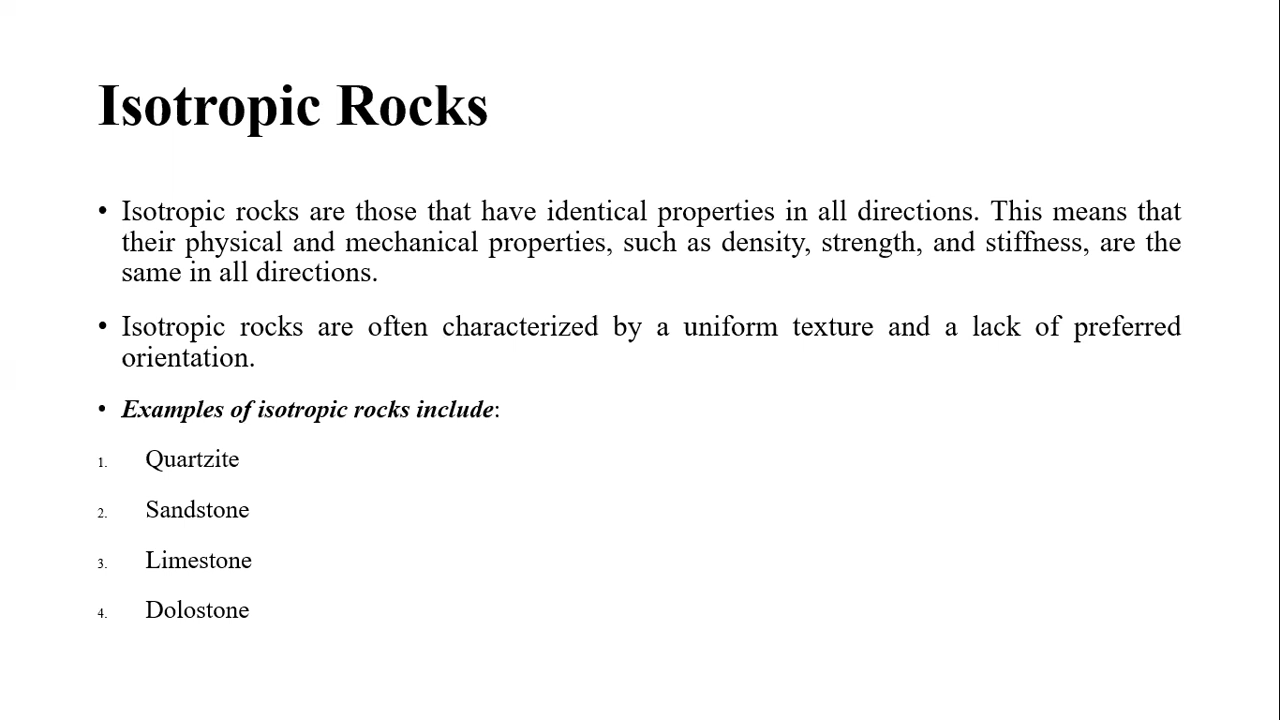 Isotropic Rocks
• Isotropic rocks are those that have identical properties in all directions. This means that
their physical and mechanical properties, such as density, strength, and stiffness, are the
same in all directions.
• Isotropic rocks are often characterized by a uniform texture and a lack of preferred
orientation.
• Examples of isotropic rocks include:
1. Quartzite
2. Sandstone
3. Limestone
4. Dolostone